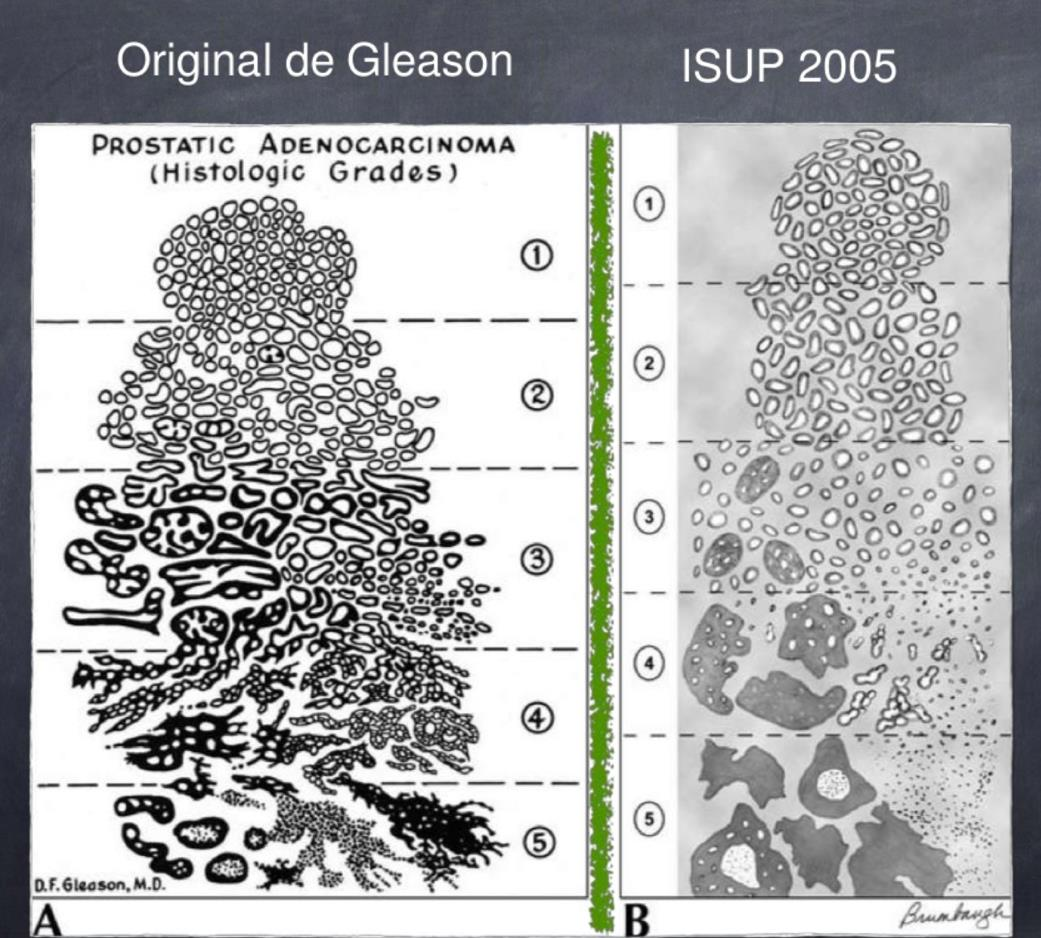 Original de Gleason
ISUP 2005
PROSTATIC ADENOCARCINOMA
(Histologic Grades)
1
2
3
4
5
D.F. Gleason, M.D.
A
1
2
3
4
5
B
Brumbaugh